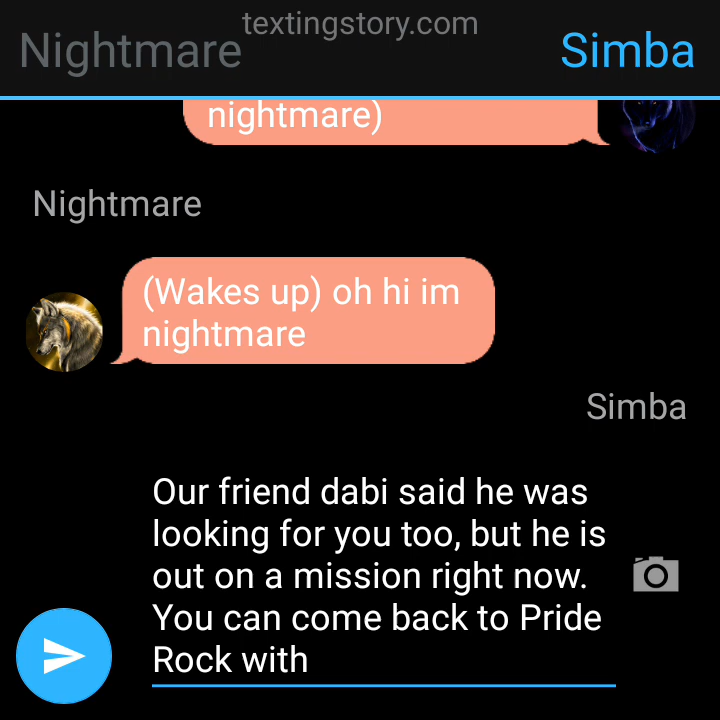 textingstory.com
Nightmare Simba
nightmare)
Nightmare
(Wakes up) oh hi im
nightmare
Simba
Our friend dabi said he was
looking for you too, but he is
out on a mission right now.
You can come back to Pride
Rock with